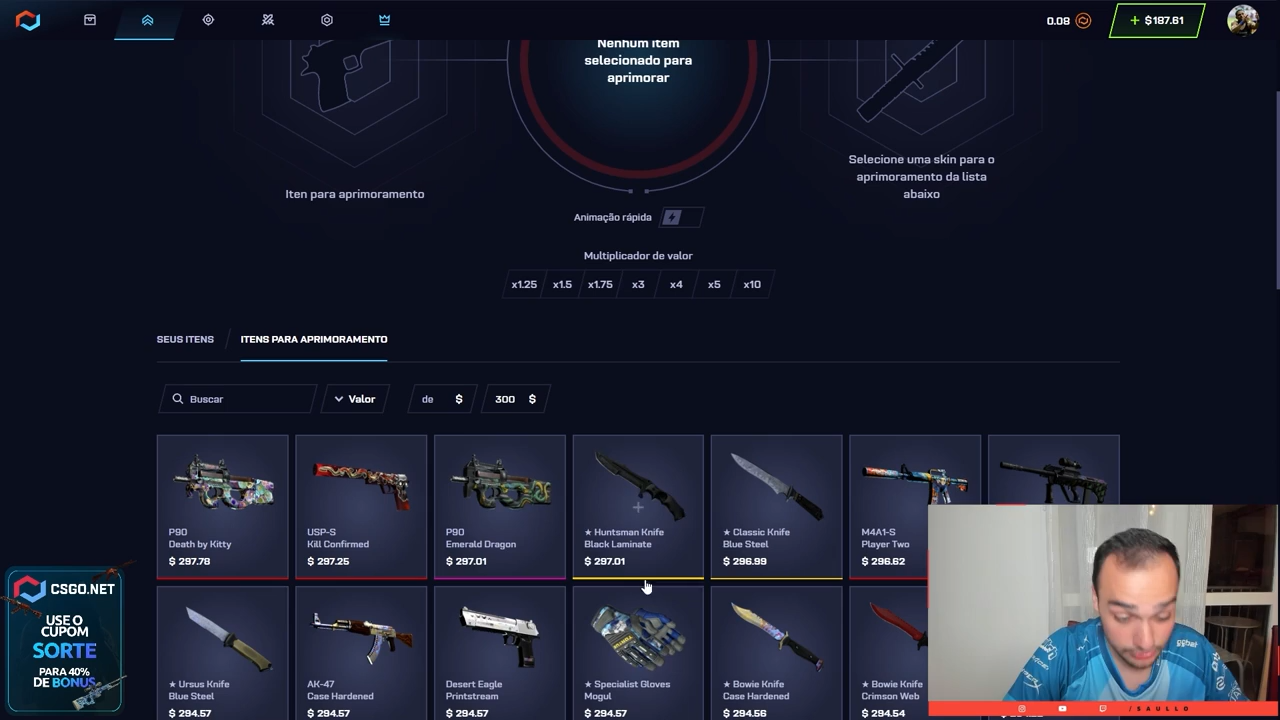 0.08
+ $187.61
Nenhum item
selecionado para
aprimorar
Iten para aprimoramento
Selecione uma skin para o
aprimoramento da lista
abaixo
Animação rápida
Multiplicador de valor
x1.25 x1.5 x1.75 x3 x4 x5 x10
SEUS ITENS / ITENS PARA APRIMORAMENTO
Buscar
Valor
de $
300 $
P90
Death by Kitty
$ 297.78
USP-S
Kill Confirmed
$ 297.25
P90
Emerald Dragon
$ 297.01
★ Huntsman Knife
Black Laminate
$ 297.01
★ Classic Knife
Blue Steel
$ 296.99
M4A1-S
Player Two
$ 296.62
★ Ursus Knife
Blue Steel
$ 294.57
AK-47
Case Hardened
$ 294.57
Desert Eagle
Printstream
$ 294.57
★ Specialist Gloves
Mogul
$ 294.57
★ Bowie Knife
Case Hardened
$ 294.56
★ Bowie Knife
Crimson Web
$ 294.54
CSGO.NET
USE O
CUPOM
SORTE
PARA 40%
DE BONUS
/SAULLO